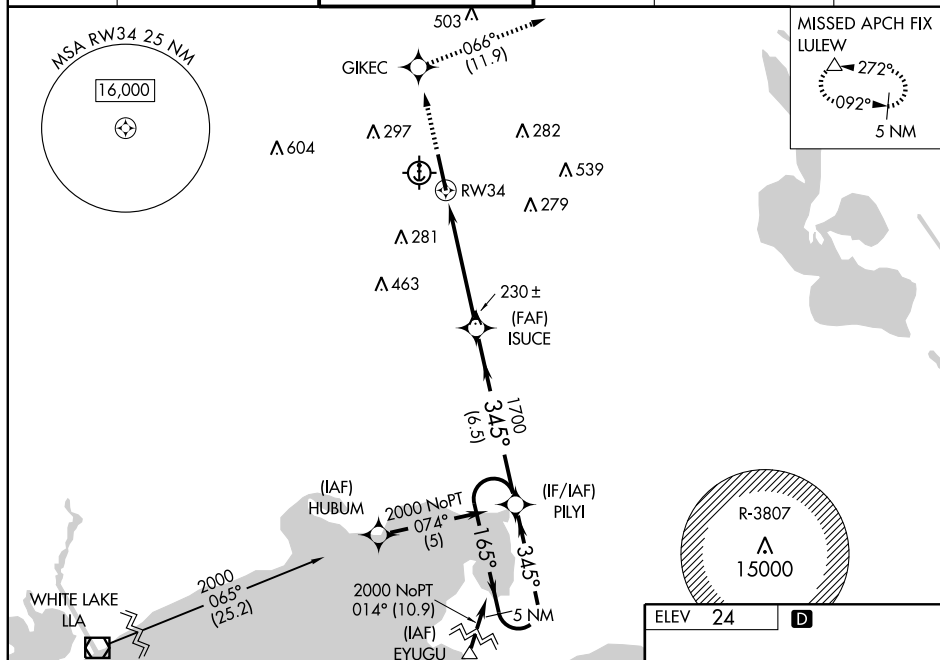 MSA RW34 25 NM
16,000
503
066°
(11.9)
GIKEC
MISSED APCH FIX
LULEW
272°
092°
5 NM
604
297
282
539
RW34
279
281
463
230 ±
(FAF)
ISUCE
1700
345°
(6.5)
(IAF)
HUBUM
2000 NoPT
074°
(5)
(IF/IAF)
PILYI
165°
345°
R-3807
15000
2000
065°
(25.2)
WHITE LAKE
LLA
2000 NoPT
014° (10.9)
5 NM
(IAF)
EYUGU
ELEV 24
D